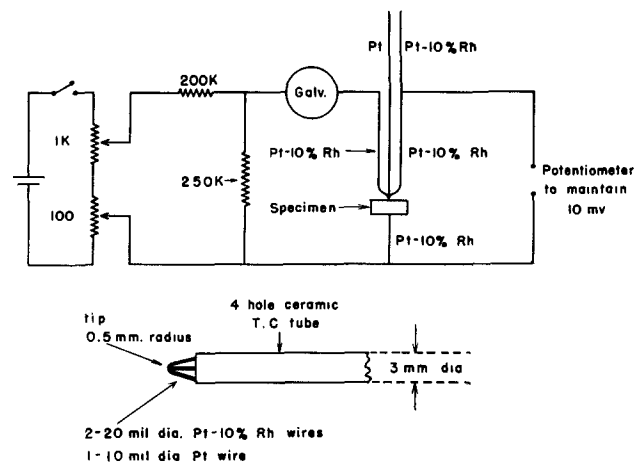 Pt
Pt-10%Rh
200K
Galv.
1K
Pt-10% Rh
Pt-10% Rh
250K
Potentiometer
to maintain
10 mv
Specimen
100
Pt-10% Rh
4 hole ceramic
T.C tube
tip
0.5 mm. radius
3 mm dia
2-20 mil dia. Pt-10% Rh wires
1-10 mil dia Pt wire